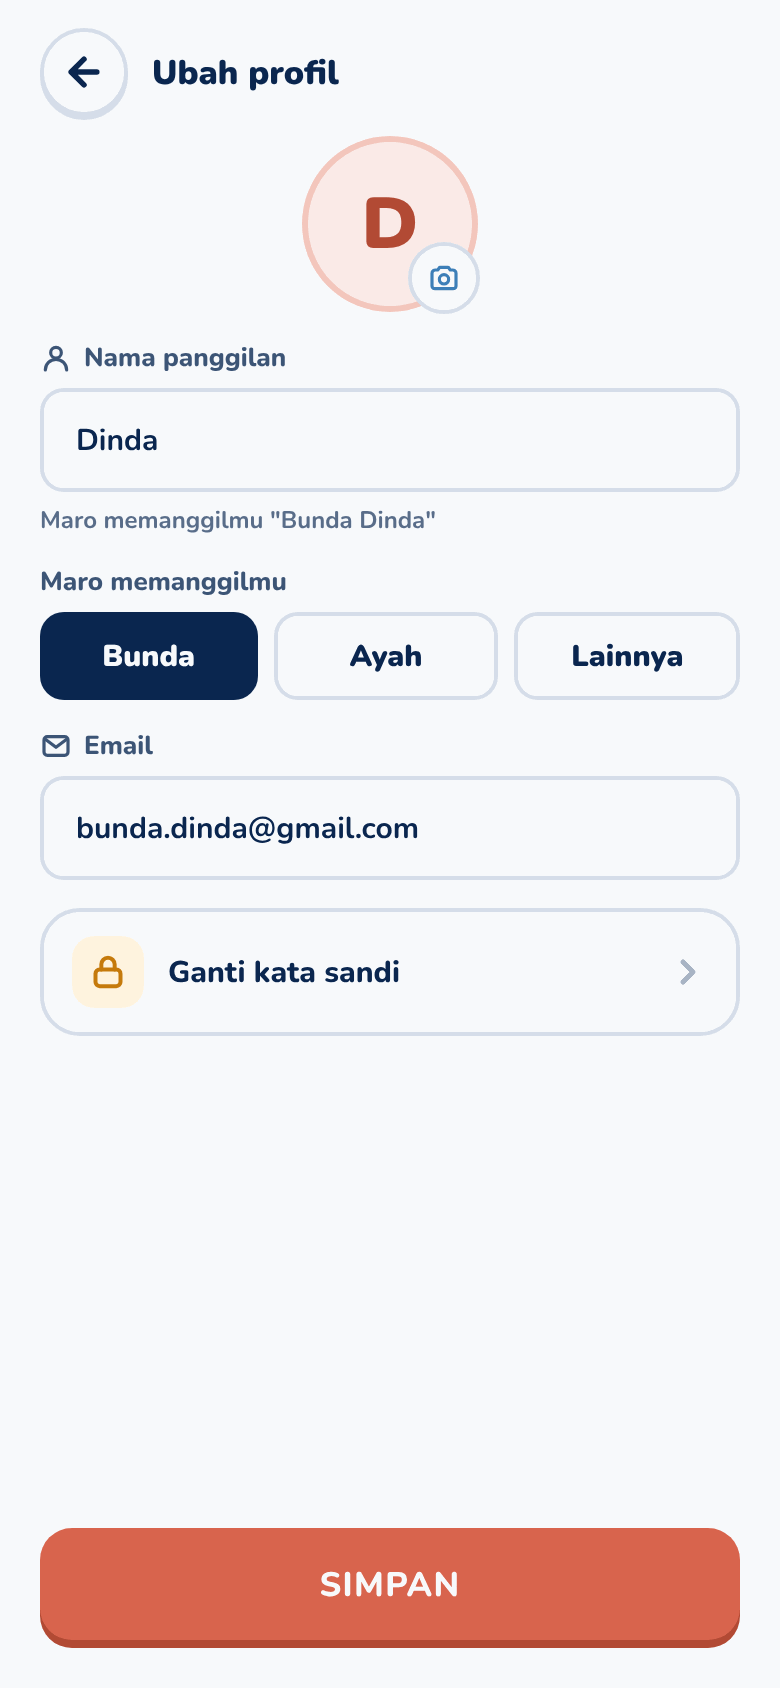 Ubah profil
D
Nama panggilan
Dinda
Maro memanggilmu "Bunda Dinda"
Maro memanggilmu
Bunda
Ayah
Lainnya
Email
bunda.dinda@gmail.com
Ganti kata sandi
SIMPAN